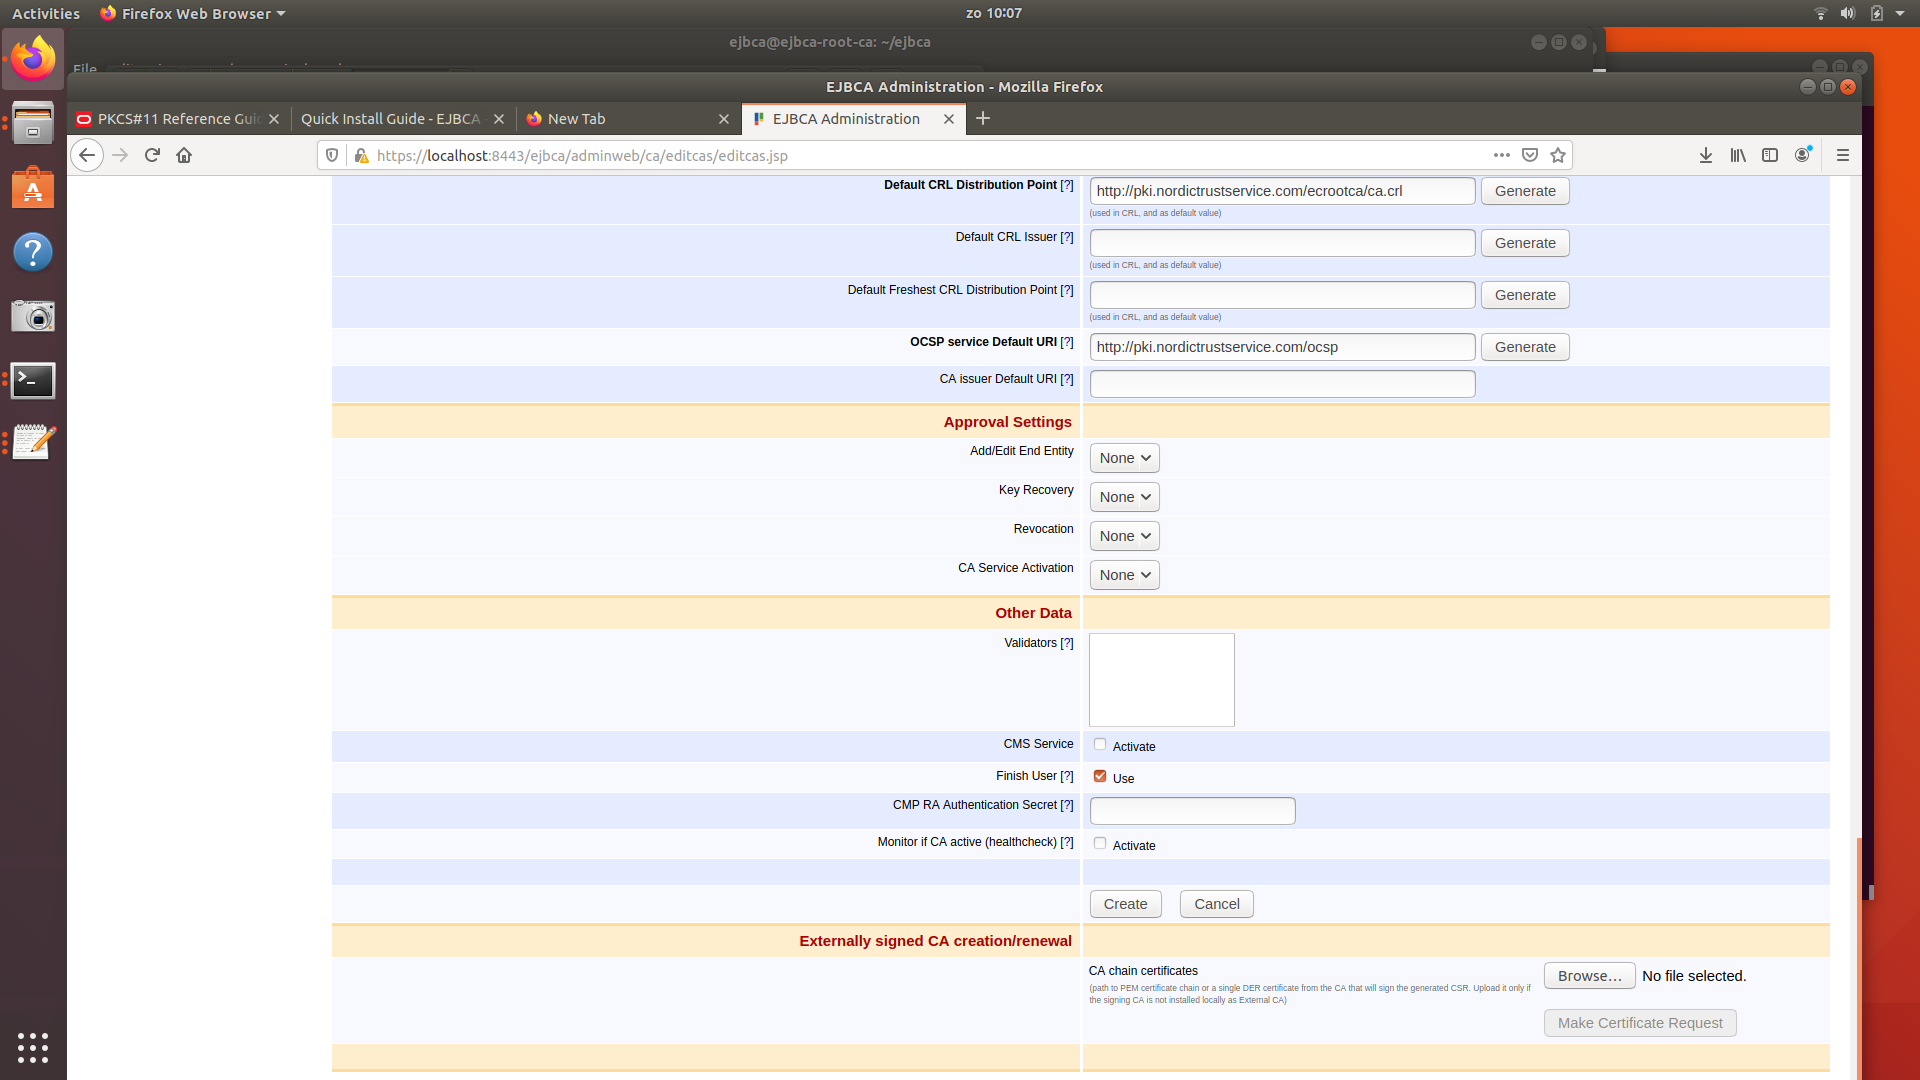 Activities Firefox Web Browser zo 10:07
ejbca@ejbca-root-ca: ~/ejbca
File
EJBCA Administration - Mozilla Firefox
PKCS#11 Reference Guid Quick Install Guide - EJBCA - New Tab EJBCA Administration
https://localhost:8443/ejbca/adminweb/ca/editcas/editcas.jsp
Default CRL Distribution Point [?] http://pki.nordictrustservice.com/ecrootca/ca.crl Generate
(used in CRL, and as default value)
Default CRL Issuer [?] Generate
(used in CRL, and as default value)
Default Freshest CRL Distribution Point [?] Generate
(used in CRL, and as default value)
OCSP service Default URI [?] http://pki.nordictrustservice.com/ocsp Generate
CA issuer Default URI [?]
Approval Settings
Add/Edit End Entity None
Key Recovery None
Revocation None
CA Service Activation None
Other Data
Validators [?]
CMS Service Activate
Finish User [?] Use
CMP RA Authentication Secret [?]
Monitor if CA active (healthcheck) [?] Activate
Create Cancel
Externally signed CA creation/renewal
CA chain certificates Browse... No file selected.
(path to PEM certificate chain or a single DER certificate from the CA that will sign the generated CSR. Upload it only if
the signing CA is not installed locally as External CA)
Make Certificate Request